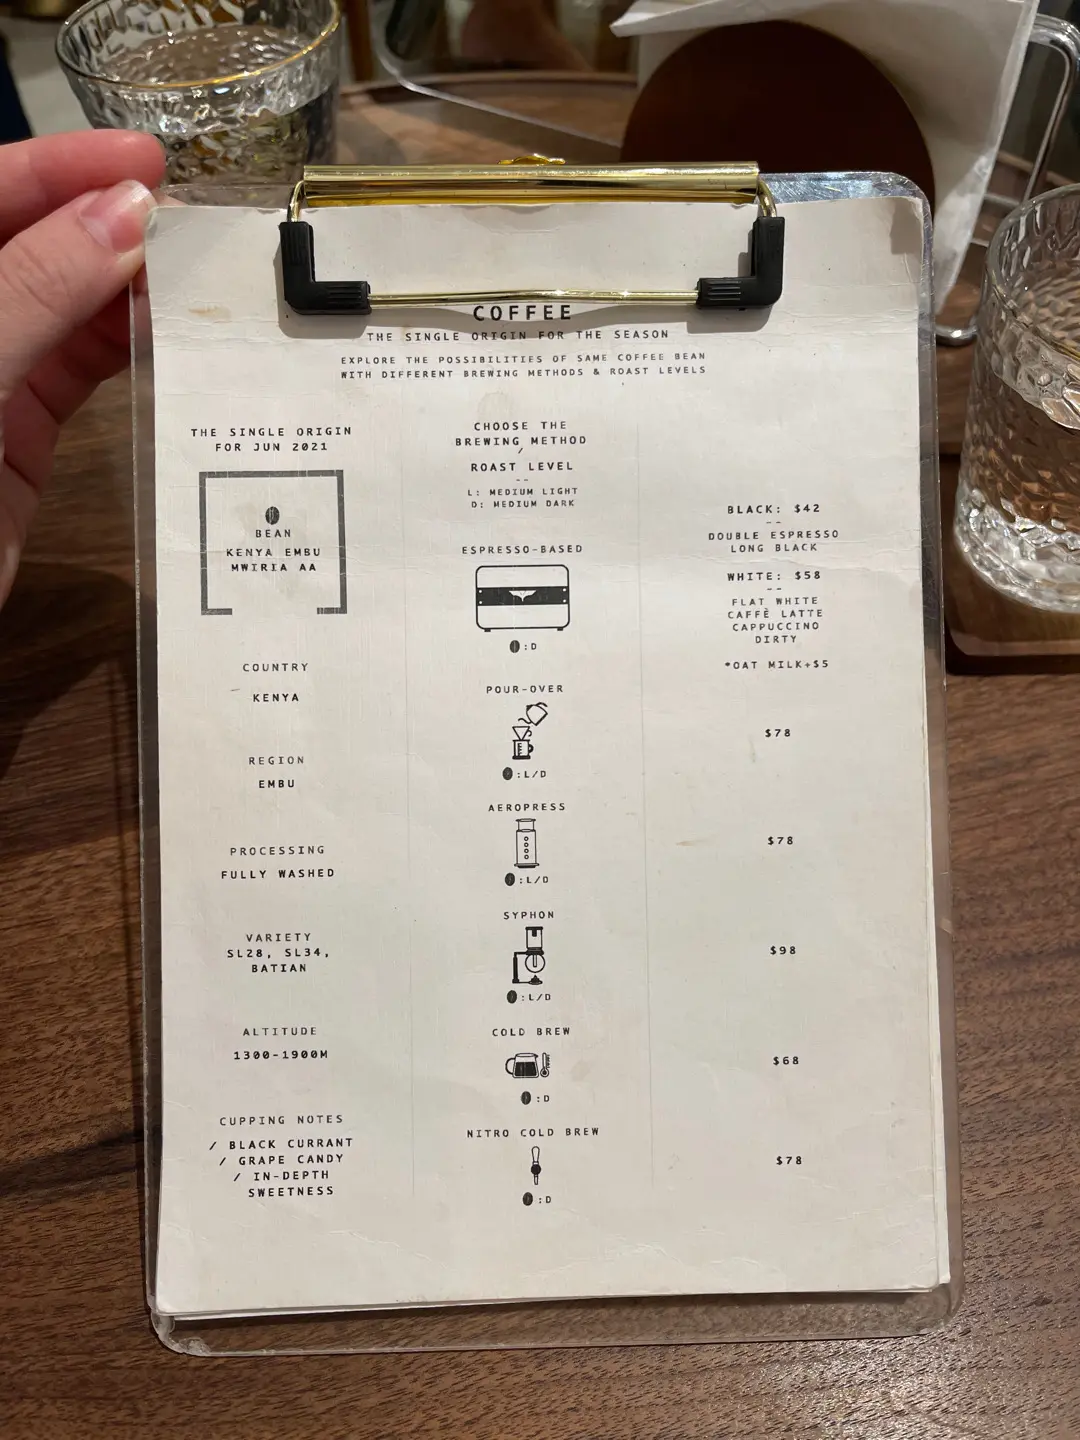 COFFEE
THE SINGLE ORIGIN FOR THE SEASON
EXPLORE THE POSSIBILITIES OF SAME COFFEE BEAN
WITH DIFFERENT BREWING METHODS & ROAST LEVELS
THE SINGLE ORIGIN
FOR JUN 2021
BEAN
KENYA EMBU
MWIRIA AA
COUNTRY
KENYA
REGION
EMBU
PROCESSING
FULLY WASHED
VARIETY
SL28, SL34,
BATIAN
ALTITUDE
1300-1900M
CUPPING NOTES
/ BLACK CURRANT
/ GRAPE CANDY
/ IN-DEPTH
SWEETNESS
CHOOSE THE
BREWING METHOD
/
ROAST LEVEL
--
L: MEDIUM LIGHT
D: MEDIUM DARK
ESPRESSO-BASED
:D
POUR-OVER
:L/D
AEROPRESS
:L/D
SYPHON
:L/D
COLD BREW
:D
NITRO COLD BREW
:D
BLACK: $42
--
DOUBLE ESPRESSO
LONG BLACK
WHITE: $58
--
FLAT WHITE
CAFFÈ LATTE
CAPPUCCINO
DIRTY
*OAT MILK+$5
$78
$78
$98
$68
$78